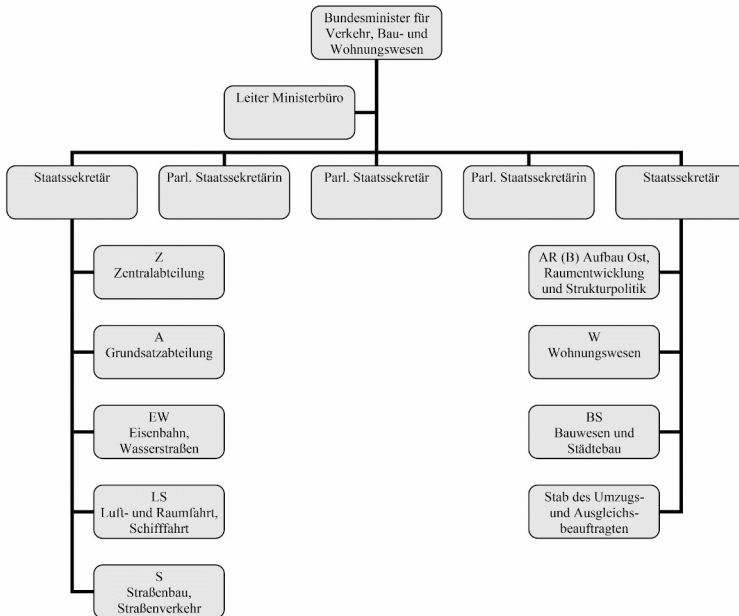 Bundesminister für
Verkehr, Bau- und
Wohnungswesen
Leiter Ministerbüro
Staatssekretär
Parl. Staatssekretärin
Parl. Staatssekretär
Parl. Staatssekretärin
Staatssekretär
Z
Zentralabteilung
A
Grundsatzabteilung
EW
Eisenbahn,
Wasserstraßen
LS
Luft- und Raumfahrt,
Schifffahrt
S
Straßenbau,
Straßenverkehr
AR (B) Aufbau Ost,
Raumentwicklung
und Strukturpolitik
W
Wohnungswesen
BS
Bauwesen und
Städtebau
Stab des Umzugs-
und Ausgleichs-
beauftragten